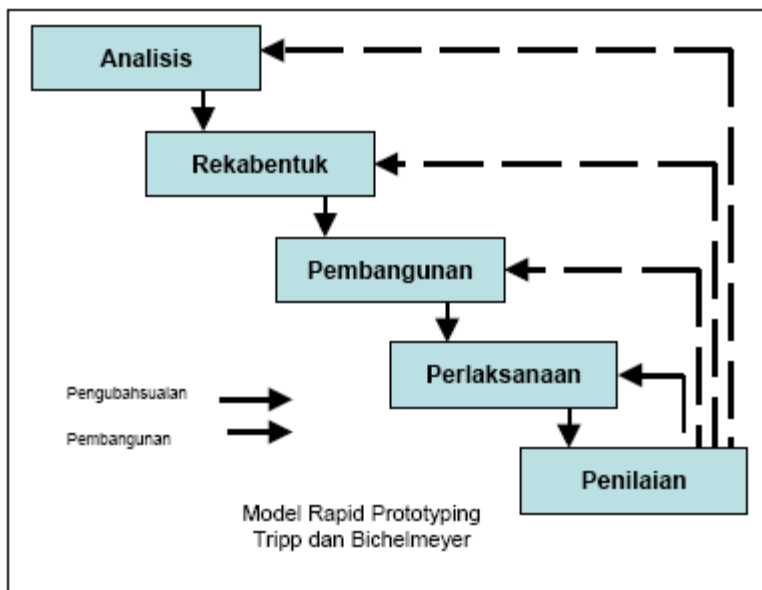 Analisis
Rekabentuk
Pembangunan
Perlaksanaan
Pengubahsualan
Pembangunan
Penilaian
Model Rapid Prototyping
Tripp dan Bichelmeyer